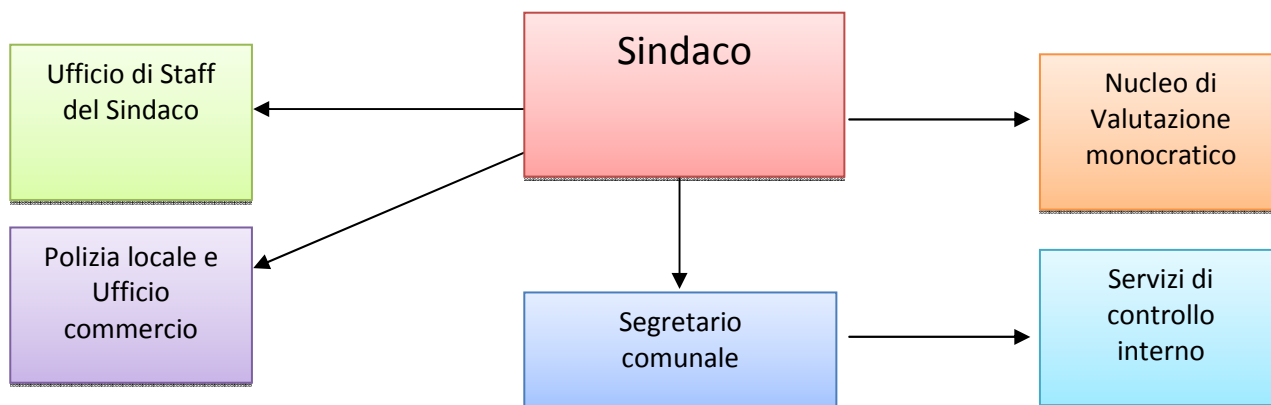 Sindaco
Ufficio di Staff
del Sindaco
Nucleo di
Valutazione
monocratico
Polizia locale e
Ufficio
commercio
Segretario
comunale
Servizi di
controllo
interno